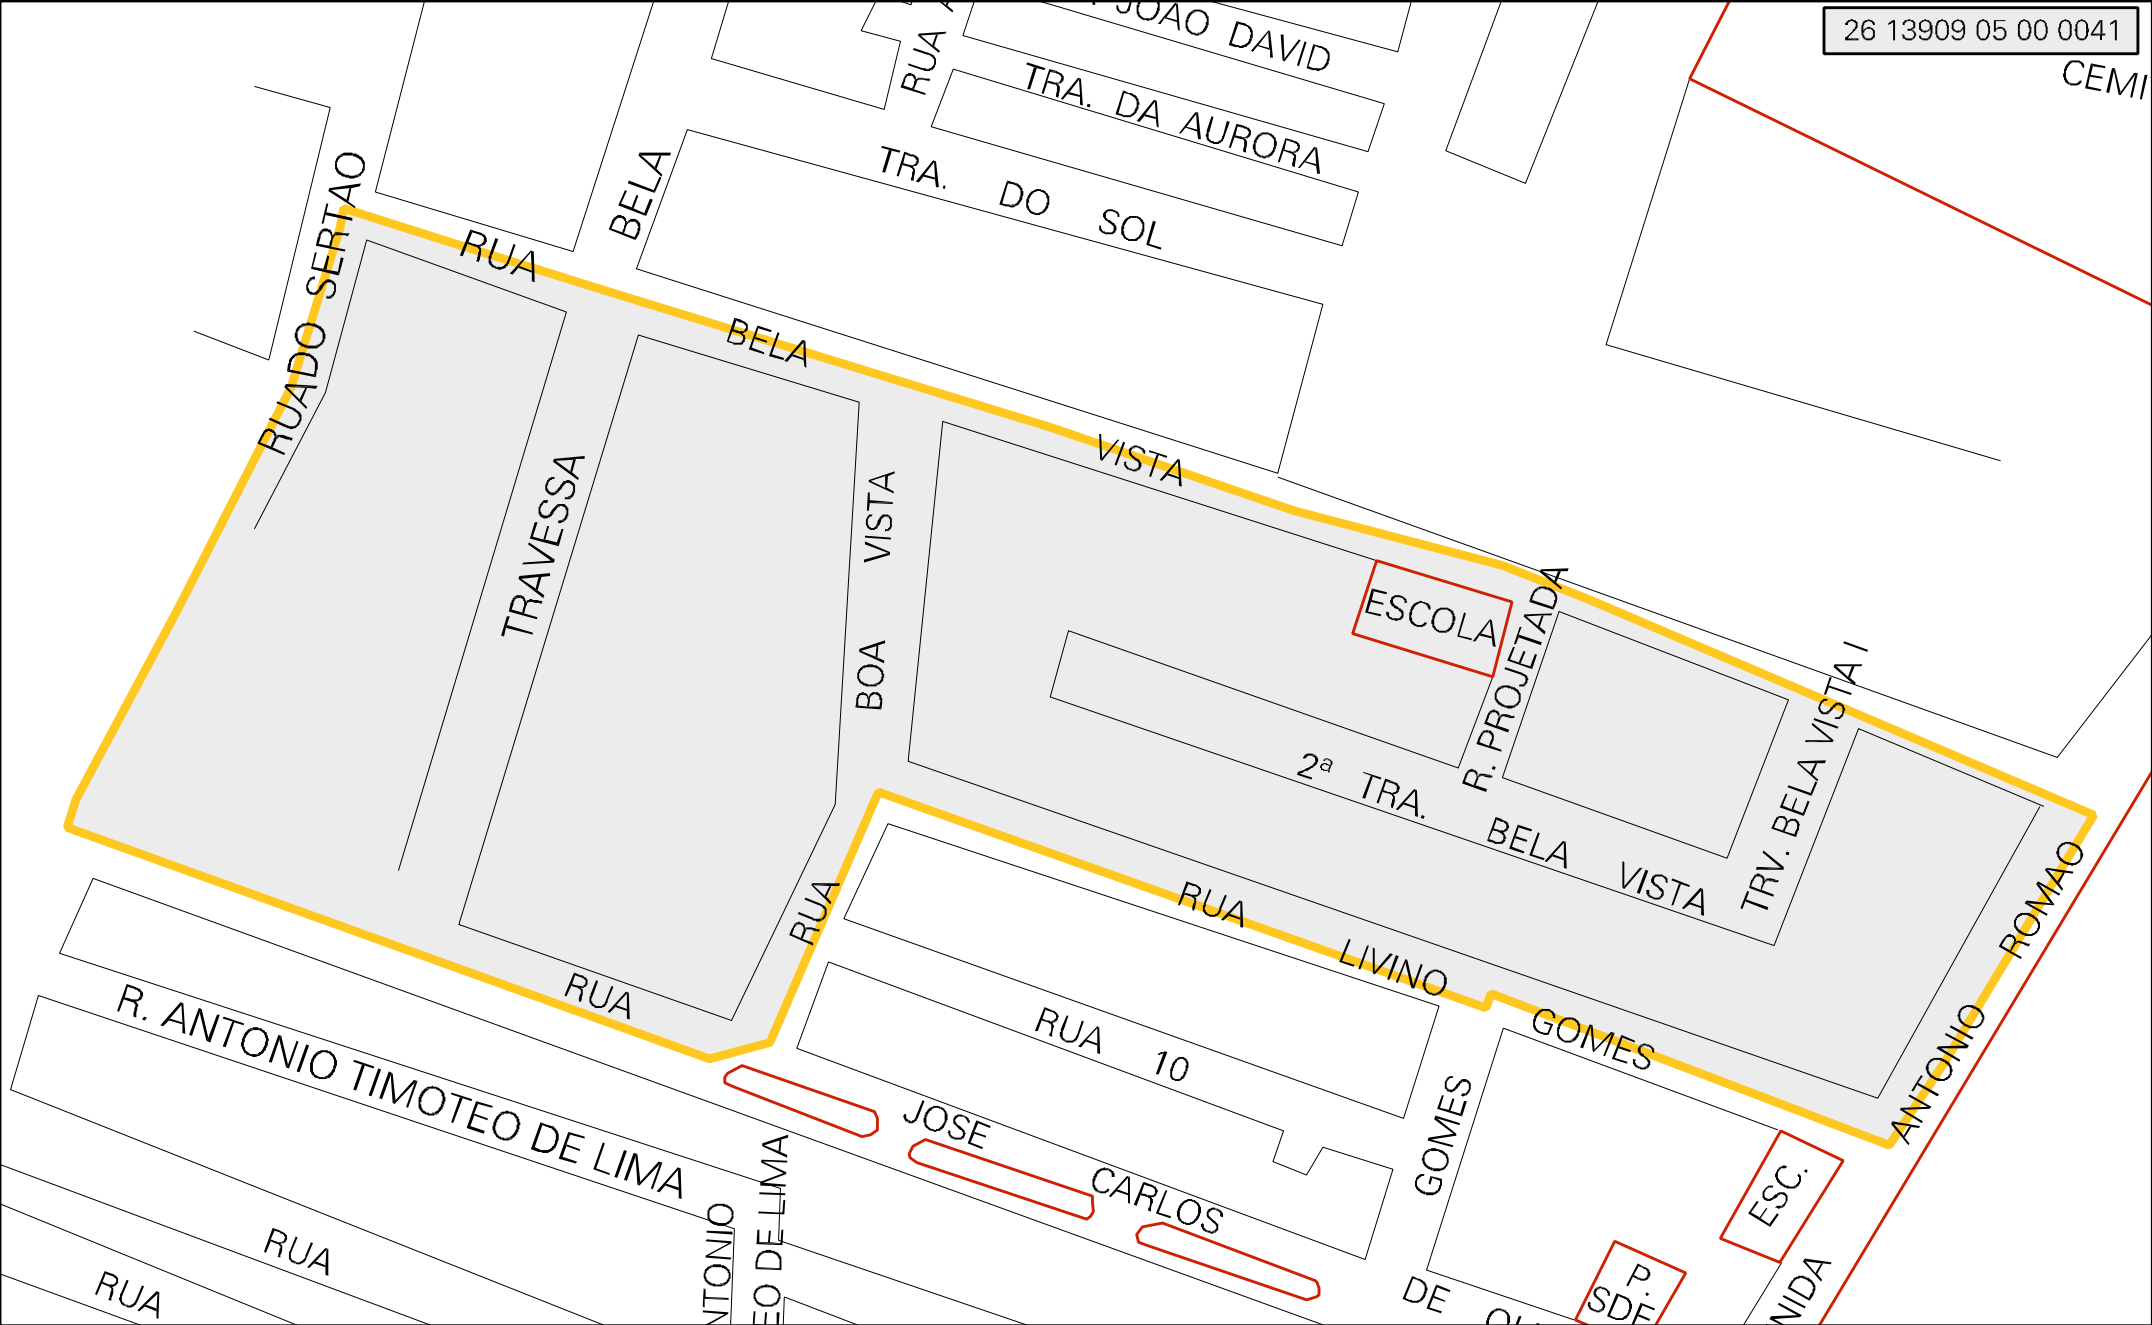 26 13909 05 00 0041
CEMI
JOAO DAVID
RUA
TRA. DA AURORA
TRA. DO SOL
BELA
RUADO SERTAO
RUA BELA VISTA
TRAVESSA
BOA VISTA
RUA
ESCOLA
R. PROJETADA
TRV. BELA VISTA I
2ª TRA. BELA VISTA
ANTONIO ROMAO
RUA LIVINO GOMES
RUA
RUA 10
R. ANTONIO TIMOTEO DE LIMA
JOSE CARLOS
GOMES
DE
ESC.
P.
SDE
NIDA
NTONIO
EO DE LIMA
RUA
RUA